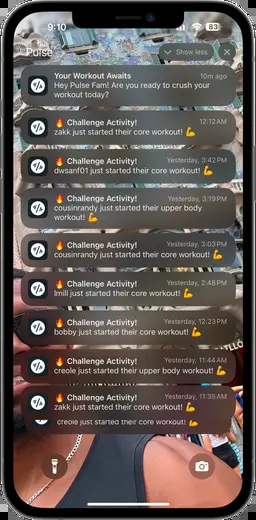 9:10
83
Pulse
Show less
Your Workout Awaits
10m ago
Hey Pulse Fam! Are you ready to crush your
workout today?
🔥 Challenge Activity!
12:12 AM
zakk just started their core workout! 💪
🔥 Challenge Activity!
Yesterday, 3:42 PM
dwsanf01 just started their core workout! 💪
🔥 Challenge Activity!
Yesterday, 3:19 PM
cousinrandy just started their upper body
workout! 💪
🔥 Challenge Activity!
Yesterday, 3:03 PM
cousinrandy just started their core workout! 💪
🔥 Challenge Activity!
Yesterday, 2:48 PM
lmill just started their core workout! 💪
🔥 Challenge Activity!
Yesterday, 12:23 PM
bobby just started their core workout! 💪
🔥 Challenge Activity!
Yesterday, 11:44 AM
creole just started their upper body workout! 💪
🔥 Challenge Activity!
Yesterday, 11:35 AM
zakk just started their core workout! 💪
creole just started their core workout! 💪